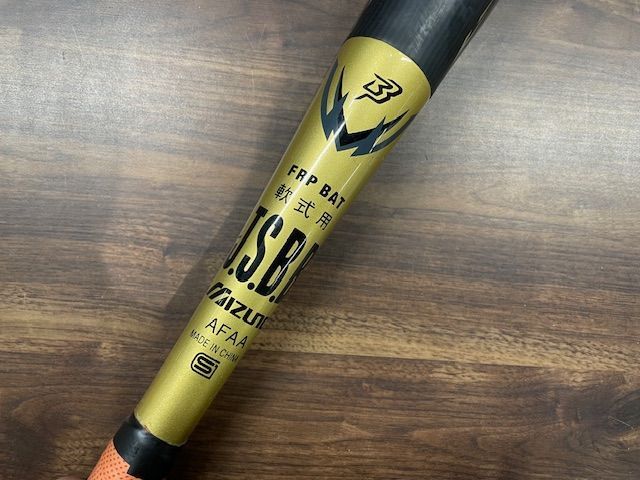 FRP BAT
軟式用
J.S.B.B
MIZUNO
AFAA
MADE IN CHINA
S